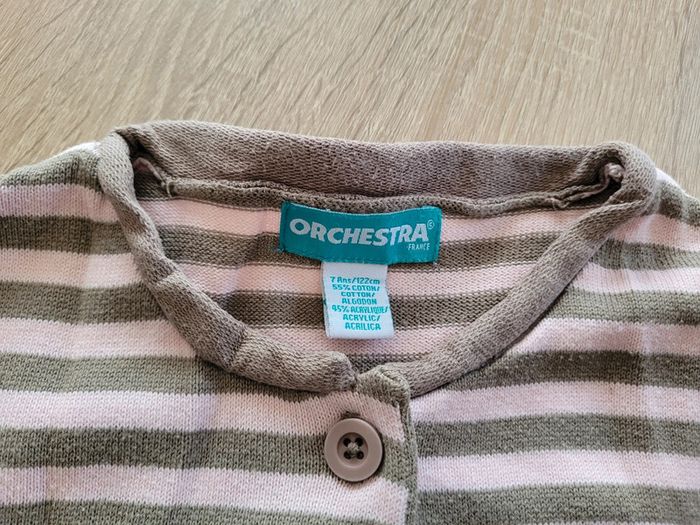 ORCHESTRA®
FRANCE
7 Ans/122cm
55% COTON/
COTTON/
ALGODON
45% ACRYLIQUE/
ACRYLIC/
ACRILICA